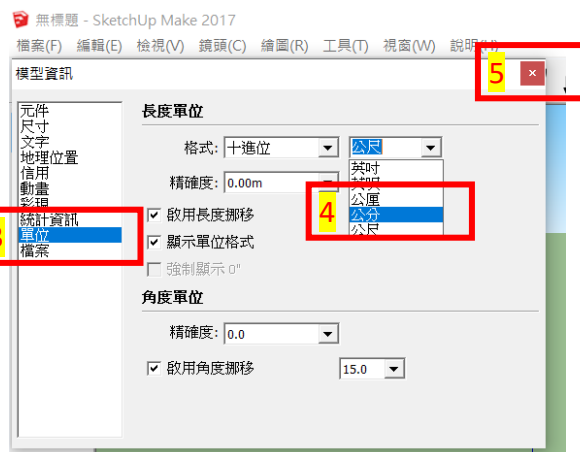 無標題 - SketchUp Make 2017
檔案(F) 編輯(E) 檢視(V) 鏡頭(C) 繪圖(R) 工具(T) 視窗(W) 說明(H)
模型資訊
5
元件
尺寸
文字
地理位置
信用
動畫
彩現
統計資訊
單位
檔案
3
長度單位
格式: 十進位 公尺
英吋
英呎
公厘
公分
公尺
4
精確度: 0.00m
啟用長度挪移
顯示單位格式
強制顯示 0"
角度單位
精確度: 0.0
啟用角度挪移 15.0